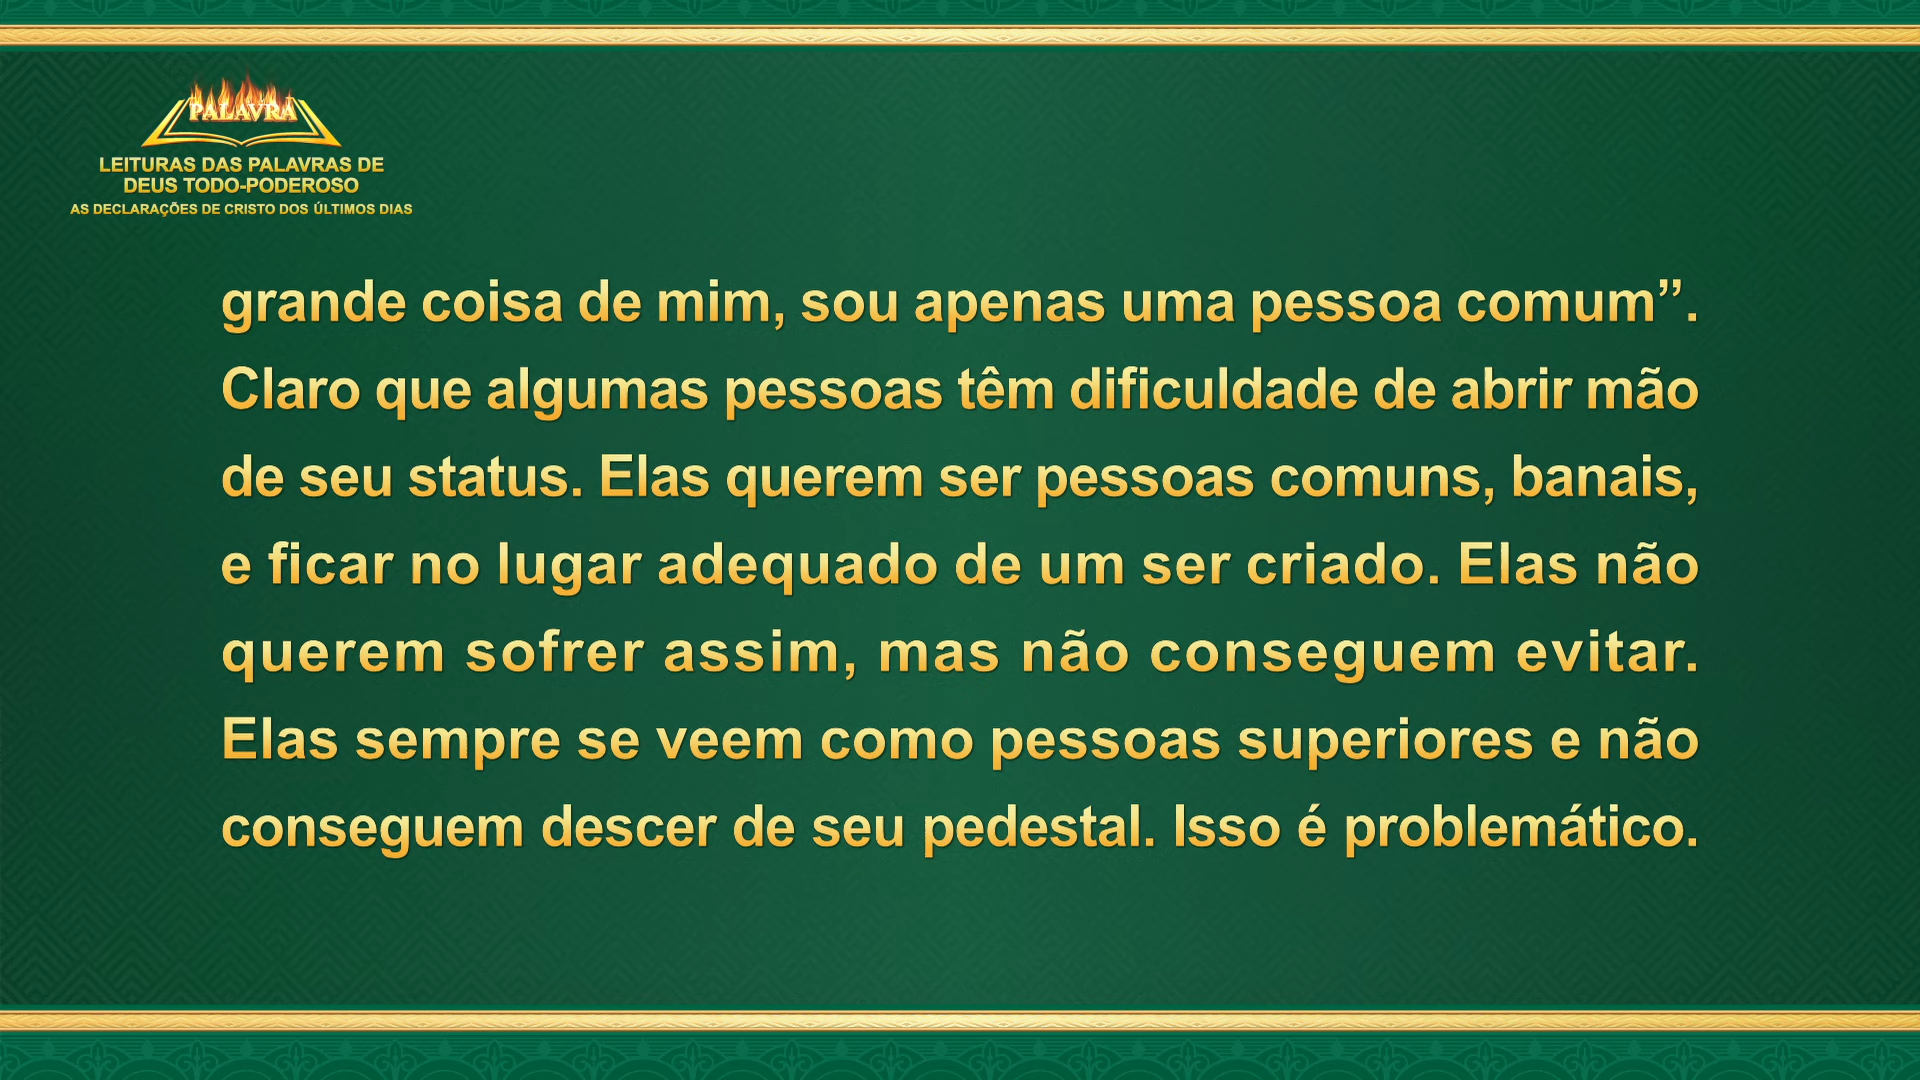 PALAVRA
LEITURAS DAS PALAVRAS DE
DEUS TODO-PODEROSO
AS DECLARAÇÕES DE CRISTO DOS ÚLTIMOS DIAS
grande coisa de mim, sou apenas uma pessoa comum”.
Claro que algumas pessoas têm dificuldade de abrir mão
de seu status. Elas querem ser pessoas comuns, banais,
e ficar no lugar adequado de um ser criado. Elas não
querem sofrer assim, mas não conseguem evitar.
Elas sempre se veem como pessoas superiores e não
conseguem descer de seu pedestal. Isso é problemático.